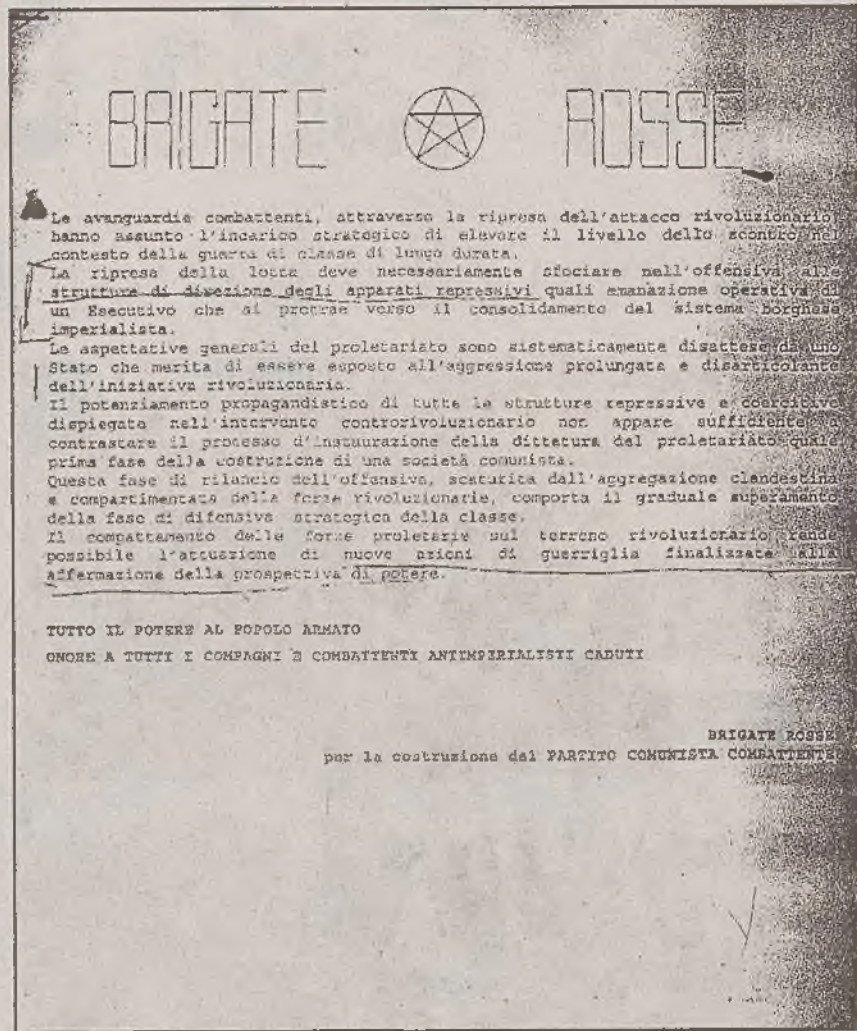 BRIGATE ROSSE
Le avanguardie combattenti, attraverso la ripresa dell'attacco rivoluzionario,
hanno assunto l'incarico strategico di elevare il livello dello scontro nel
contesto della guerra di classe di lungo durata.
La ripresa della lotta deve necessariamente sfociare nell'offensiva alle
strutture di direzione degli apparati repressivi quali emanazione operativa di
un Esecutivo che si protrae verso il consolidamento del sistema borghese
imperialista.
Le aspettative generali del proletariato sono sistematicamente disattese da uno
Stato che merita di essere esposto all'aggressione prolungata e disarticolante
dell'iniziativa rivoluzionaria.
Il potenziamento propagandistico di tutte le strutture repressive e coercitive
dispiegato nell'intervento controrivoluzionario non appare sufficiente a
contrastare il processo d'instaurazione della dittatura del proletariato quale
prima fase della costruzione di una società comunista.
Questa fase di rilancio dell'offensiva, scaturita dall'aggregazione clandestina
e compartimentata della forze rivoluzionarie, comporta il graduale superamento
della fase di difensiva strategica della classe.
Il compattamento delle forze proletarie sul terreno rivoluzionario rende
possibile l'attuazione di nuove azioni di guerriglia finalizzate alla
affermazione della prospettiva di potere.
TUTTO IL POTERE AL POPOLO ARMATO
ONORE A TUTTI I COMPAGNI E COMBATTENTI ANTIMPERIALISTI CADUTI
BRIGATE ROSSE
per la costruzione del PARTITO COMUNISTA COMBATTENTE